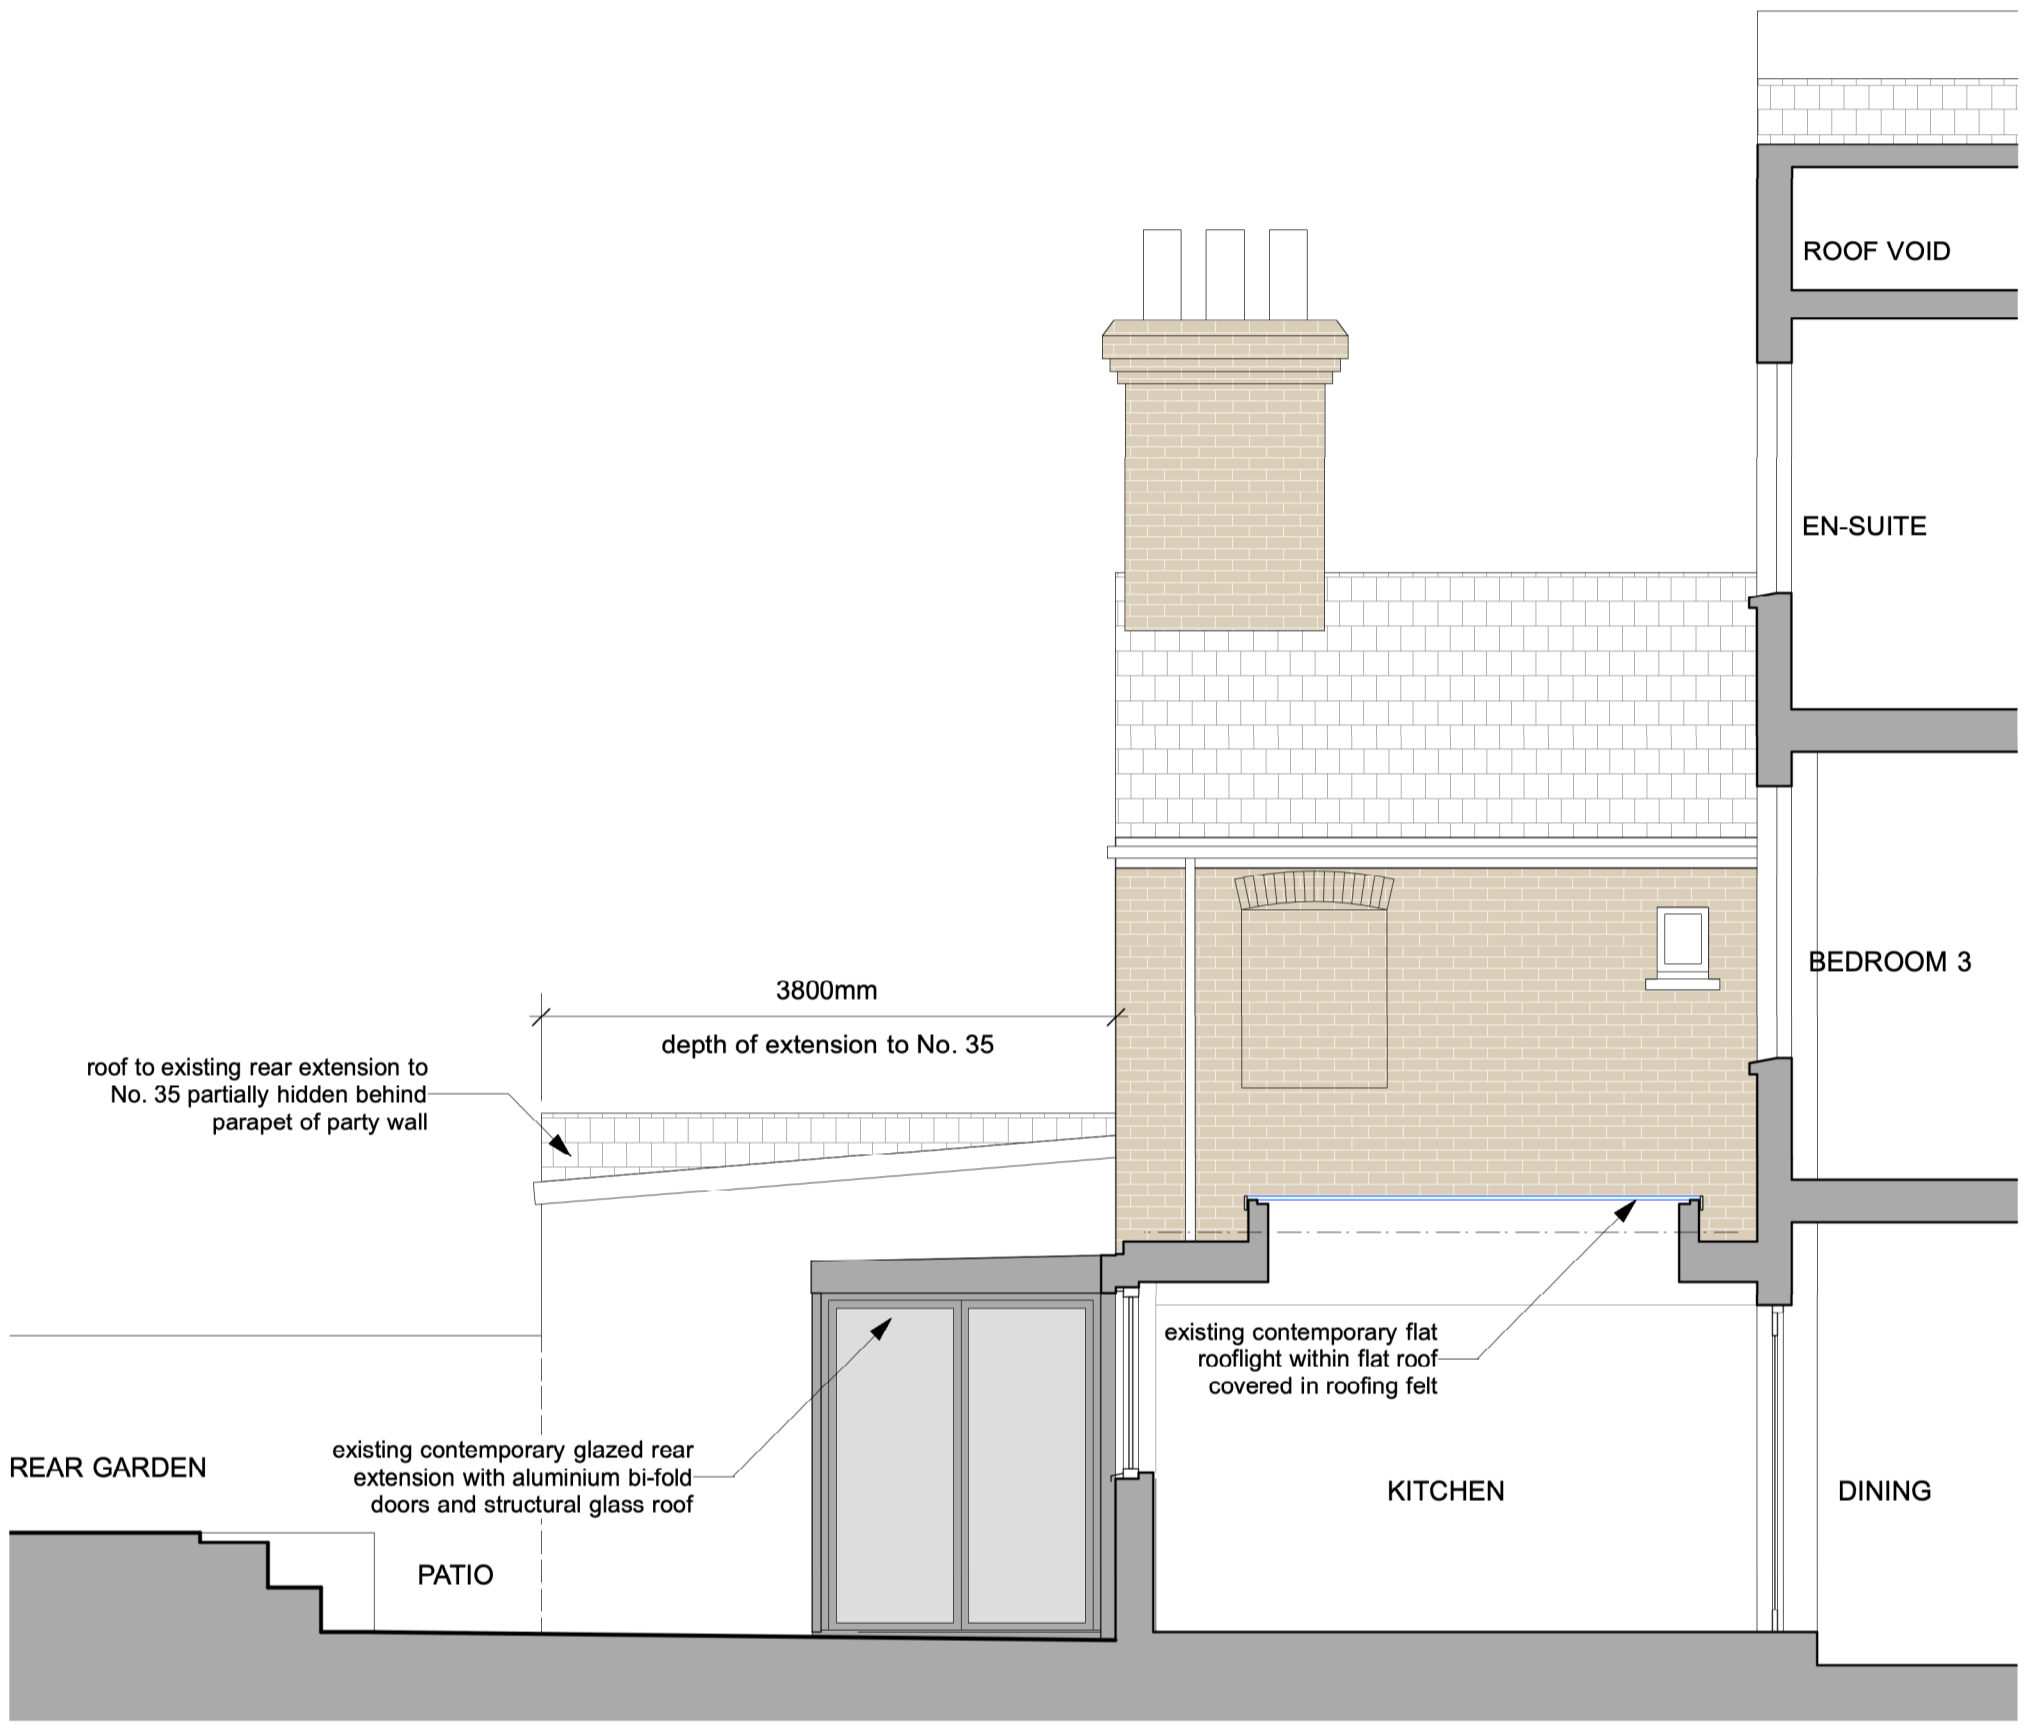 ROOF VOID
EN-SUITE
BEDROOM 3
3800mm
depth of extension to No. 35
roof to existing rear extension to
No. 35 partially hidden behind
parapet of party wall
existing contemporary flat
rooflight within flat roof
covered in roofing felt
existing contemporary glazed rear
extension with aluminium bi-fold
doors and structural glass roof
REAR GARDEN
PATIO
KITCHEN
DINING